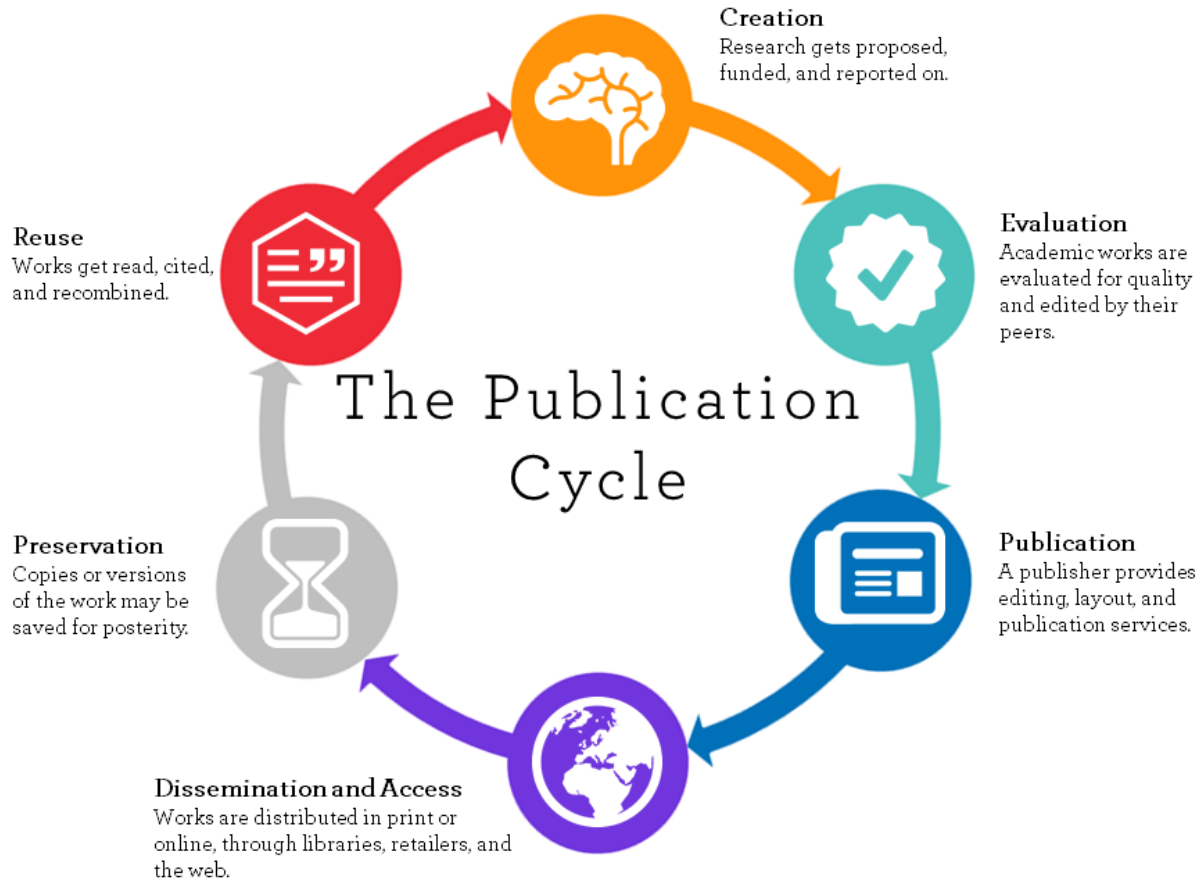 Creation
Research gets proposed,
funded, and reported on.
Evaluation
Academic works are
evaluated for quality
and edited by their
peers.
Publication
A publisher provides
editing, layout, and
publication services.
Dissemination and Access
Works are distributed in print or
online, through libraries, retailers, and
the web.
Preservation
Copies or versions
of the work may be
saved for posterity.
Reuse
Works get read, cited,
and recombined.
The Publication
Cycle